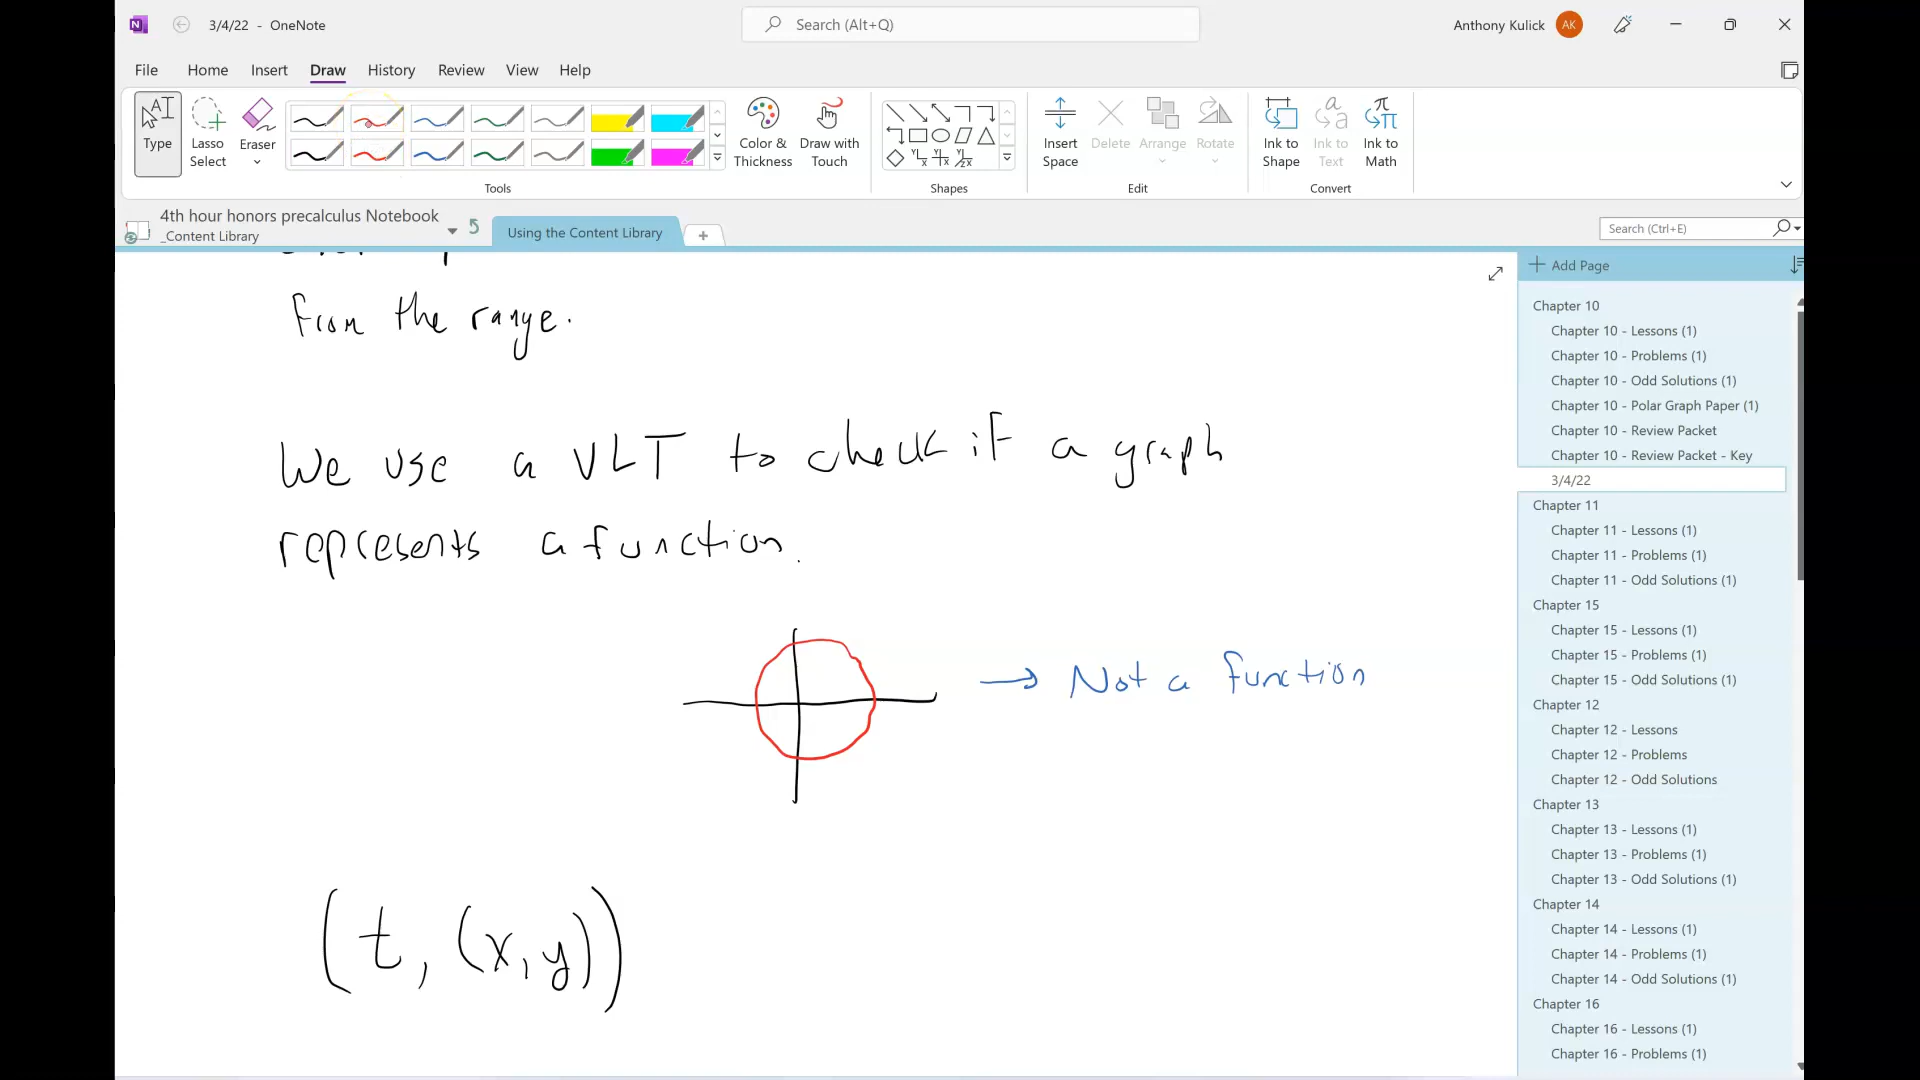 3/4/22 - OneNote
Search (Alt+Q)
Anthony Kulick AK
File Home Insert Draw History Review View Help
Type
Lasso Select
Eraser
Color & Thickness
Draw with Touch
Insert Space
Delete
Arrange
Rotate
Ink to Shape
Ink to Text
Ink to Math
Tools Shapes Edit Convert
4th hour honors precalculus Notebook
_Content Library
Using the Content Library
Search (Ctrl+E)
from the range.
We use a VLT to check if a graph
represents a function.
→ Not a function
(t, (x,y))
Add Page
Chapter 10
Chapter 10 - Lessons (1)
Chapter 10 - Problems (1)
Chapter 10 - Odd Solutions (1)
Chapter 10 - Polar Graph Paper (1)
Chapter 10 - Review Packet
Chapter 10 - Review Packet - Key
3/4/22
Chapter 11
Chapter 11 - Lessons (1)
Chapter 11 - Problems (1)
Chapter 11 - Odd Solutions (1)
Chapter 15
Chapter 15 - Lessons (1)
Chapter 15 - Problems (1)
Chapter 15 - Odd Solutions (1)
Chapter 12
Chapter 12 - Lessons
Chapter 12 - Problems
Chapter 12 - Odd Solutions
Chapter 13
Chapter 13 - Lessons (1)
Chapter 13 - Problems (1)
Chapter 13 - Odd Solutions (1)
Chapter 14
Chapter 14 - Lessons (1)
Chapter 14 - Problems (1)
Chapter 14 - Odd Solutions (1)
Chapter 16
Chapter 16 - Lessons (1)
Chapter 16 - Problems (1)